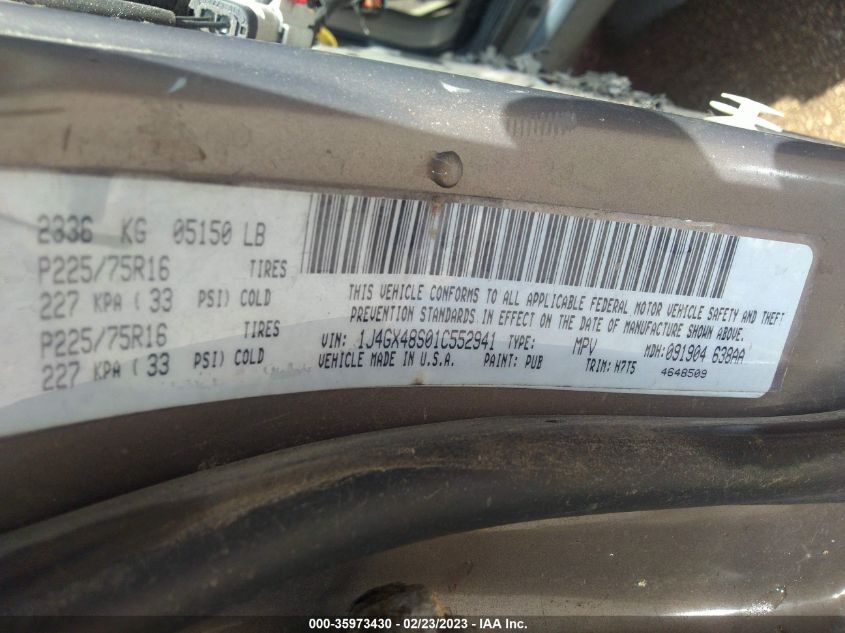 2336 KG 05150 LB
P225/75R16 TIRES
227 KPA ( 33 PSI) COLD
P225/75R16 TIRES
227 KPA ( 33 PSI) COLD
THIS VEHICLE CONFORMS TO ALL APPLICABLE FEDERAL MOTOR VEHICLE SAFETY AND THEFT
PREVENTION STANDARDS IN EFFECT ON THE DATE OF MANUFACTURE SHOWN ABOVE.
VIN: 1J4GX48S01C552941 TYPE: MPV MDH: 091904 638AA
VEHICLE MADE IN U.S.A. PAINT: PUB TRIM: H7T5 4648509
000-35973430 - 02/23/2023 - IAA Inc.